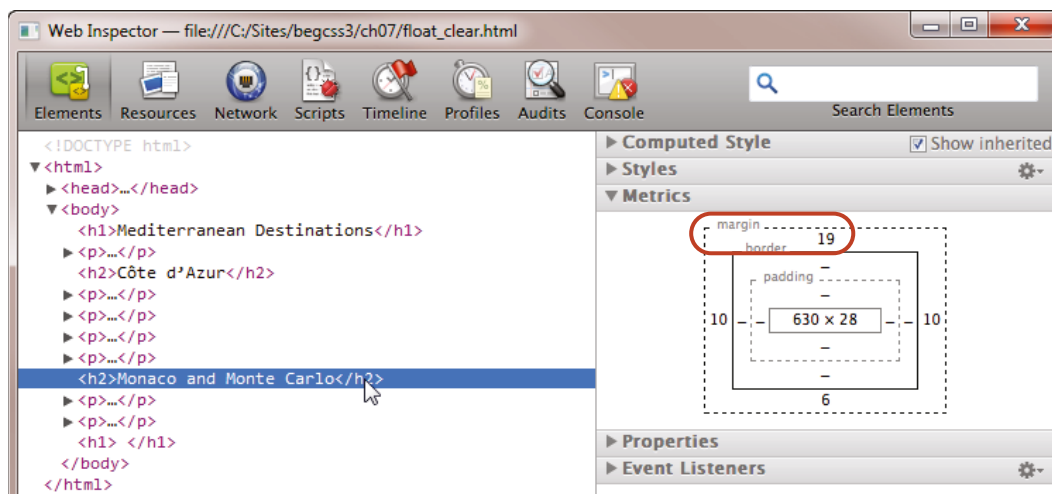 Web Inspector — file:///C:/Sites/begcss3/ch07/float_clear.html
Elements Resources Network Scripts Timeline Profiles Audits Console Search Elements
<!DOCTYPE html>
▼<html>
▶<head>…</head>
▼<body>
<h1>Mediterranean Destinations</h1>
▶<p>…</p>
<h2>Côte d’Azur</h2>
▶<p>…</p>
▶<p>…</p>
▶<p>…</p>
▶<p>…</p>
<h2>Monaco and Monte Carlo</h2>
▶<p>…</p>
▶<p>…</p>
<h1> </h1>
</body>
</html>
▶ Computed Style Show inherited
▶ Styles
▼ Metrics
margin 19
border –
padding –
10 – – 630 × 28 – – 10
–
–
6
▶ Properties
▶ Event Listeners